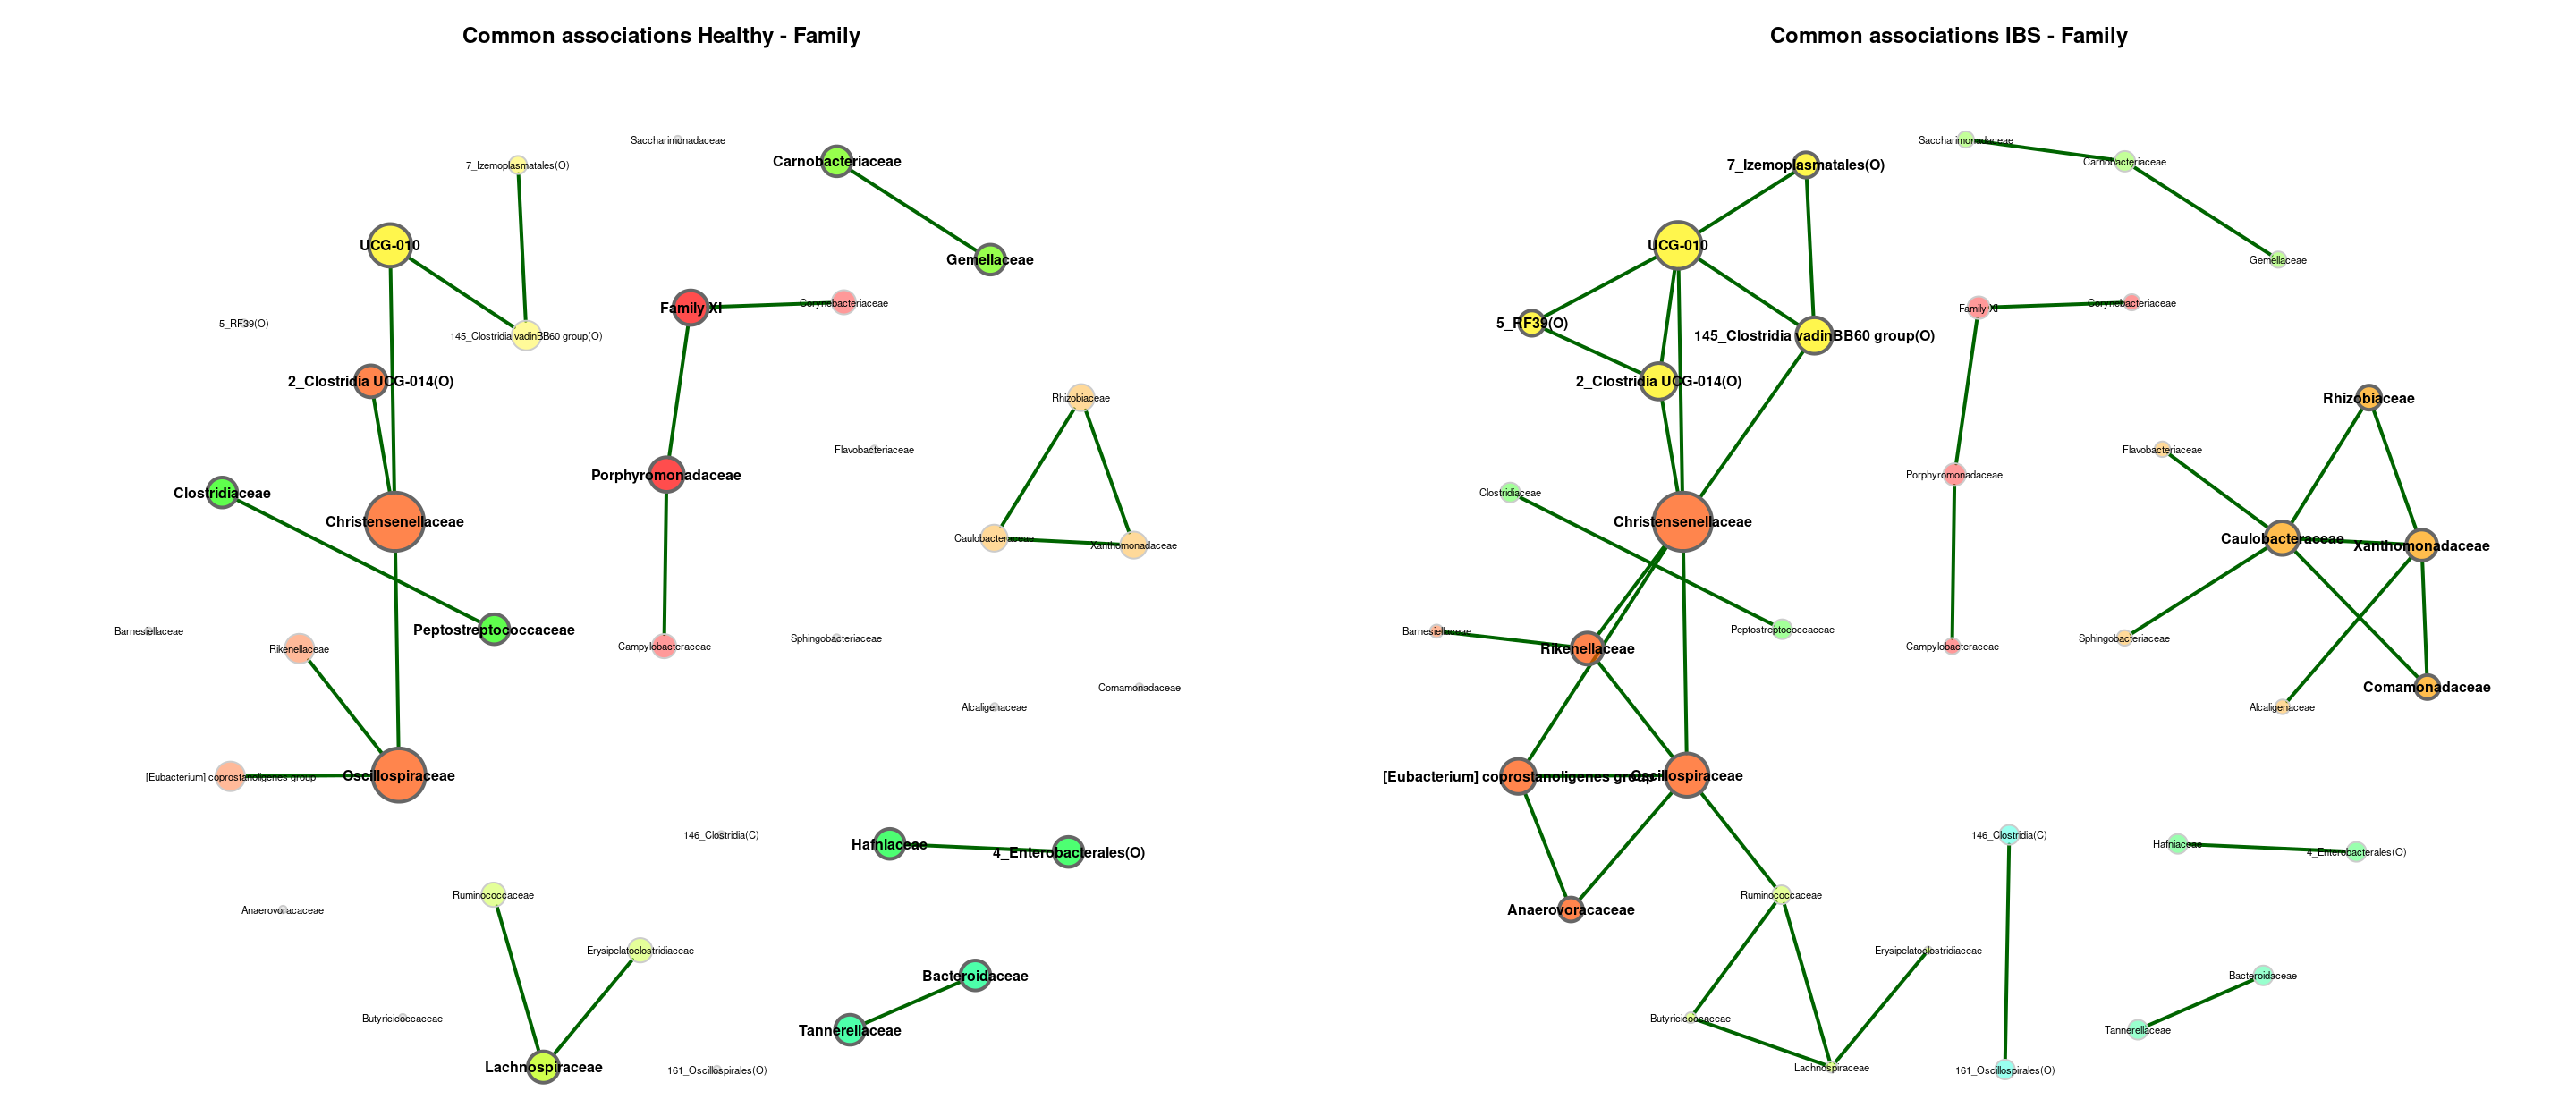 Common associations Healthy - Family
Saccharimonadaceae
Carnobacteriaceae
7_Izemoplasmatales(O)
UCG-010
Gemellaceae
Family XI
Corynebacteriaceae
5_RF39(O)
145_Clostridia vadinBB60 group(O)
2_Clostridia UCG-014(O)
Rhizobiaceae
Flavobacteriaceae
Porphyromonadaceae
Clostridiaceae
Christensenellaceae
Caulobacteraceae
Xanthomonadaceae
Barnesiellaceae
Peptostreptococcaceae
Sphingobacteriaceae
Rikenellaceae
Campylobacteraceae
Comamonadaceae
Alcaligenaceae
[Eubacterium] coprostanoligenes group
Oscillospiraceae
146_Clostridia(C)
Hafniaceae
4_Enterobacterales(O)
Ruminococcaceae
Anaerovoracaceae
Erysipelatoclostridiaceae
Bacteroidaceae
Butyricicoccaceae
Tannerellaceae
Lachnospiraceae
161_Oscillospirales(O)
Common associations IBS - Family
Saccharimonadaceae
Carnobacteriaceae
7_Izemoplasmatales(O)
UCG-010
Gemellaceae
Family XI
Corynebacteriaceae
5_RF39(O)
145_Clostridia vadinBB60 group(O)
2_Clostridia UCG-014(O)
Rhizobiaceae
Flavobacteriaceae
Porphyromonadaceae
Clostridiaceae
Christensenellaceae
Caulobacteraceae
Xanthomonadaceae
Barnesiellaceae
Peptostreptococcaceae
Sphingobacteriaceae
Rikenellaceae
Campylobacteraceae
Comamonadaceae
Alcaligenaceae
[Eubacterium] coprostanoligenes group
Oscillospiraceae
146_Clostridia(C)
Hafniaceae
4_Enterobacterales(O)
Ruminococcaceae
Anaerovoracaceae
Erysipelatoclostridiaceae
Bacteroidaceae
Butyricicoccaceae
Tannerellaceae
Lachnospiraceae
161_Oscillospirales(O)